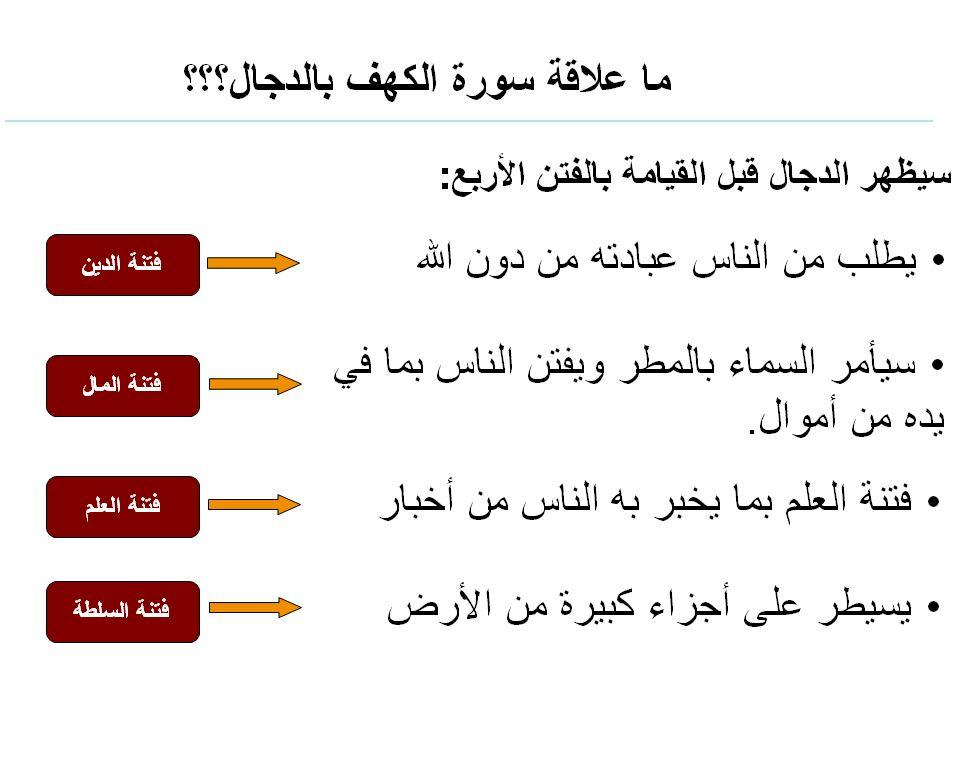 ما علاقة سورة الكهف بالدجال؟؟؟
سيظهر الدجال قبل القيامة بالفتن الأربع:
• يطلب من الناس عبادته من دون الله
فتنة الدين
• سيأمر السماء بالمطر ويفتن الناس بما في
يده من أموال.
فتنة المال
• فتنة العلم بما يخبر به الناس من أخبار
فتنة العلم
• يسيطر على أجزاء كبيرة من الأرض
فتنة السلطة